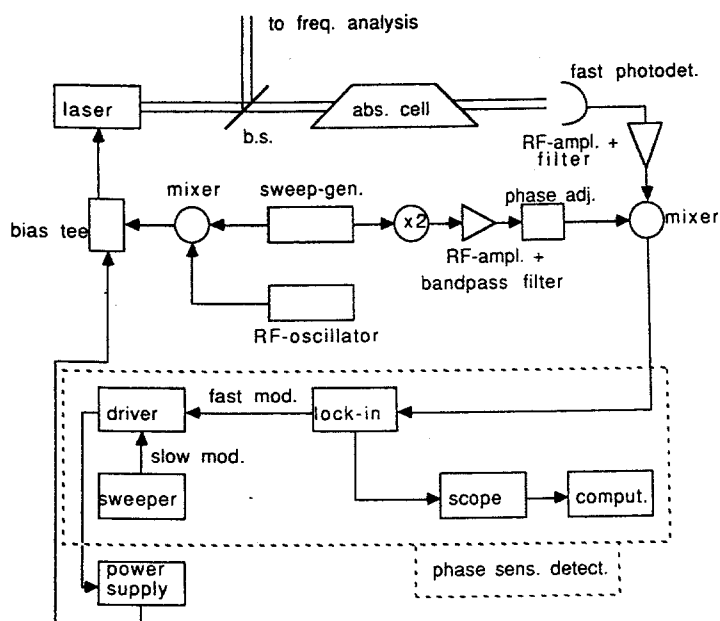 to freq. analysis
fast photodet.
laser
abs. cell
b.s.
RF-ampl. +
filter
mixer
sweep-gen.
phase adj.
x2
mixer
bias tee
RF-ampl. +
bandpass filter
RF-oscillator
fast mod.
driver
lock-in
slow mod.
sweeper
scope
comput.
power
supply
phase sens. detect.